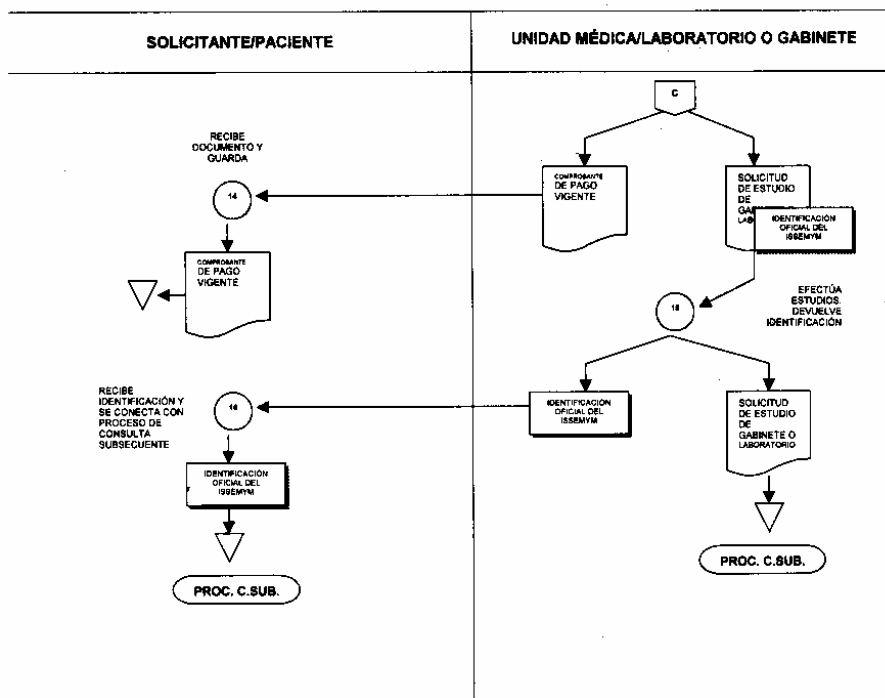 SOLICITANTE/PACIENTE
UNIDAD MÉDICA/LABORATORIO O GABINETE
C
RECIBE
DOCUMENTO Y
GUARDA
14
COMPROBANTE
DE PAGO
VIGENTE
SOLICITUD
DE ESTUDIO
DE
IDENTIFICACIÓN
OFICIAL DEL
ISSEMYM
COMPROBANTE
DE PAGO
VIGENTE
EFECTÚA
ESTUDIOS.
DEVUELVE
IDENTIFICACIÓN
15
RECIBE
IDENTIFICACIÓN Y
SE CONECTA CON
PROCESO DE
CONSULTA
SUBSECUENTE
16
IDENTIFICACIÓN
OFICIAL DEL
ISSEMYM
SOLICITUD
DE ESTUDIO
DE
GABINETE O
LABORATORIO
IDENTIFICACIÓN
OFICIAL DEL
ISSEMYM
PROC. C.SUB.
PROC. C.SUB.